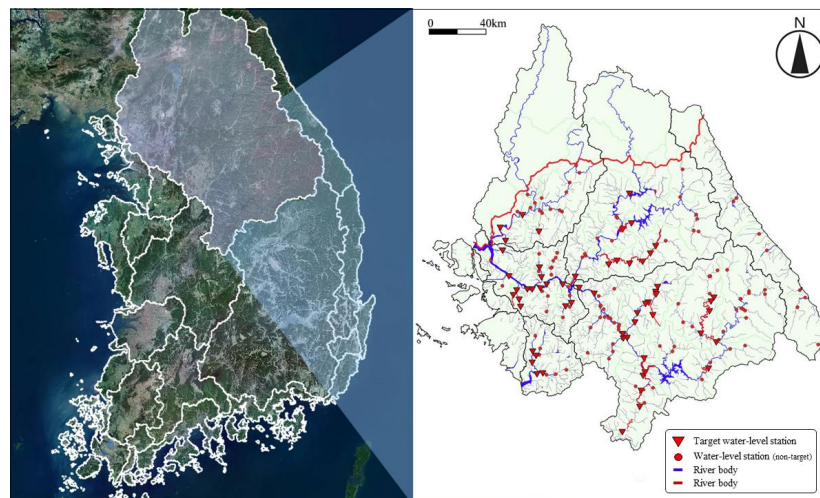 0 40km
N
Target water-level station
Water-level station (non-target)
River body
River body